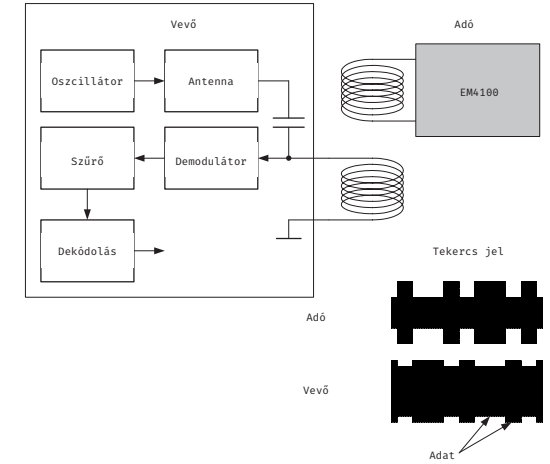 Vevő
Adó
Oszcillátor
Antenna
EM4100
Szűrő
Demodulátor
Dekódolás
Tekercs jel
Adó
Vevő
Adat